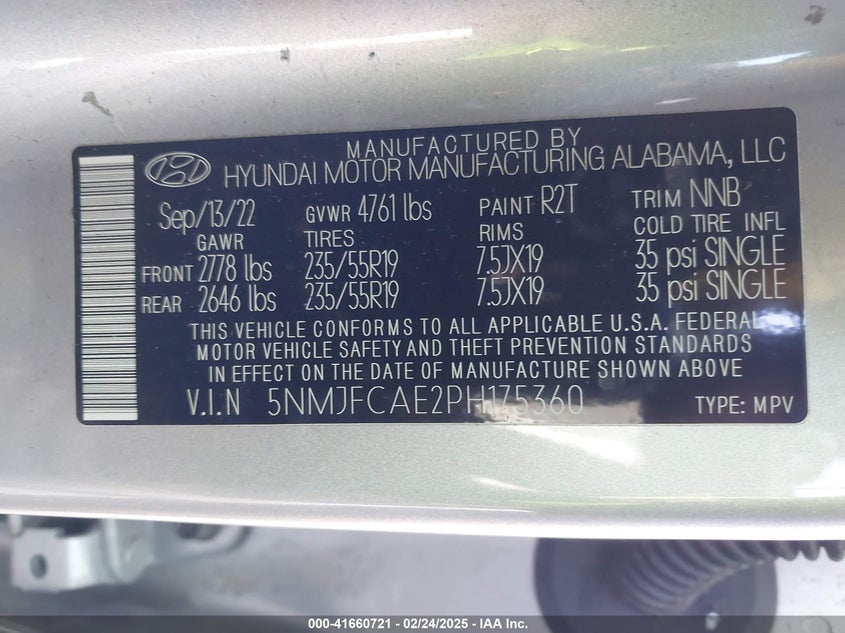 MANUFACTURED BY
HYUNDAI MOTOR MANUFACTURING ALABAMA, LLC
Sep/13/22 GVWR 4761 lbs PAINT R2T TRIM NNB
GAWR TIRES RIMS COLD TIRE INFL
FRONT 2778 lbs 235/55R19 7.5JX19 35 psi SINGLE
REAR 2646 lbs 235/55R19 7.5JX19 35 psi SINGLE
THIS VEHICLE CONFORMS TO ALL APPLICABLE U.S.A. FEDERAL
MOTOR VEHICLE SAFETY AND THEFT PREVENTION STANDARDS
IN EFFECT ON THE DATE OF MANUFACTURE SHOWN ABOVE
V.I.N 5NMJFCAE2PH175360 TYPE: MPV
000-41660721 - 02/24/2025 - IAA Inc.